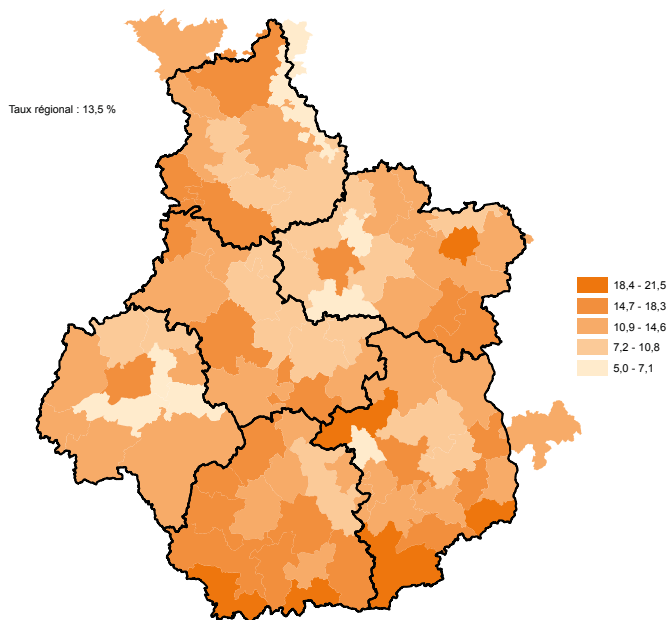 Taux régional : 13,5 %
18,4 - 21,5
14,7 - 18,3
10,9 - 14,6
7,2 - 10,8
5,0 - 7,1